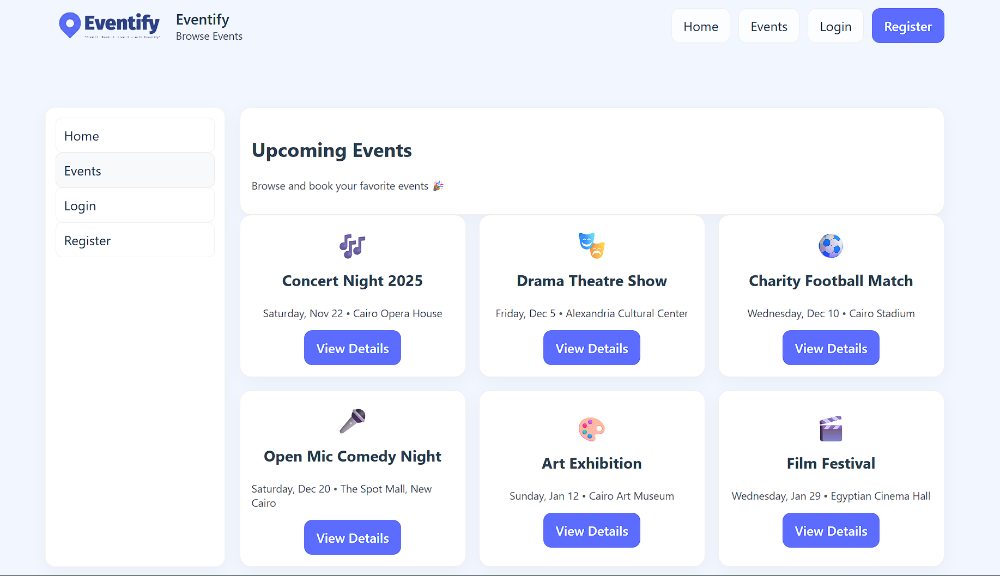 Eventify
"Find it. Book it. Live it - with Eventify"
Eventify
Browse Events
Home
Events
Login
Register
Home
Events
Login
Register
Upcoming Events
Browse and book your favorite events 🎉
Concert Night 2025
Saturday, Nov 22 • Cairo Opera House
View Details
Drama Theatre Show
Friday, Dec 5 • Alexandria Cultural Center
View Details
Charity Football Match
Wednesday, Dec 10 • Cairo Stadium
View Details
Open Mic Comedy Night
Saturday, Dec 20 • The Spot Mall, New
Cairo
View Details
Art Exhibition
Sunday, Jan 12 • Cairo Art Museum
View Details
Film Festival
Wednesday, Jan 29 • Egyptian Cinema Hall
View Details